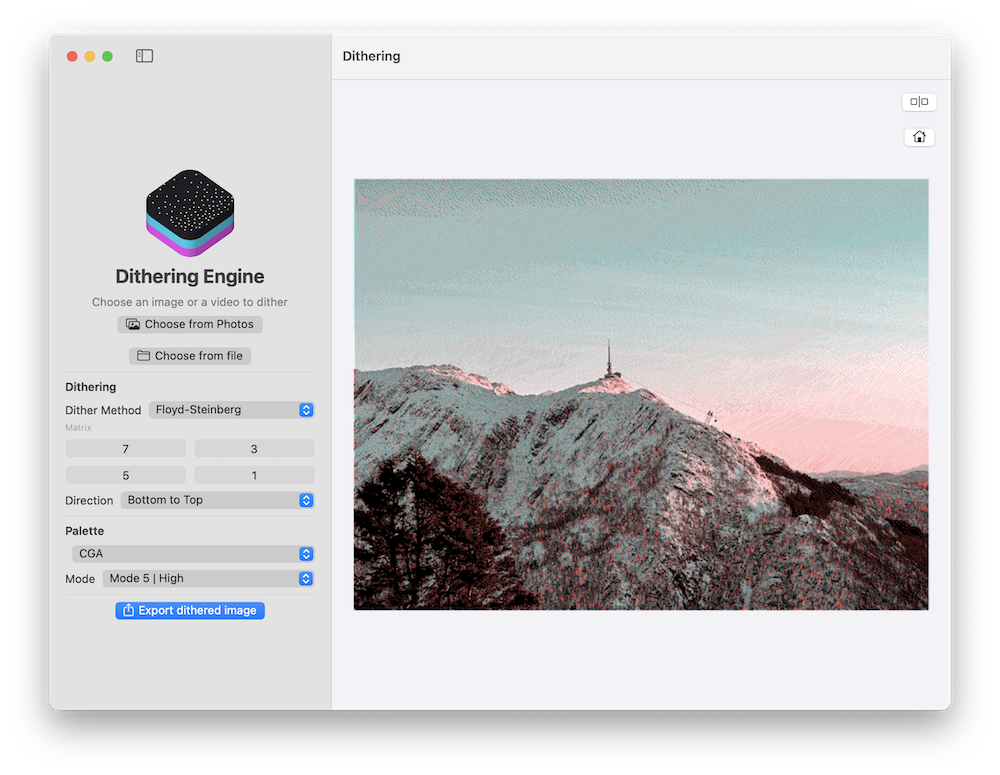 Dithering
Dithering Engine
Choose an image or a video to dither
Choose from Photos
Choose from file
Dithering
Dither Method Floyd-Steinberg
Matrix
7 3
5 1
Direction Bottom to Top
Palette
CGA
Mode Mode 5 | High
Export dithered image